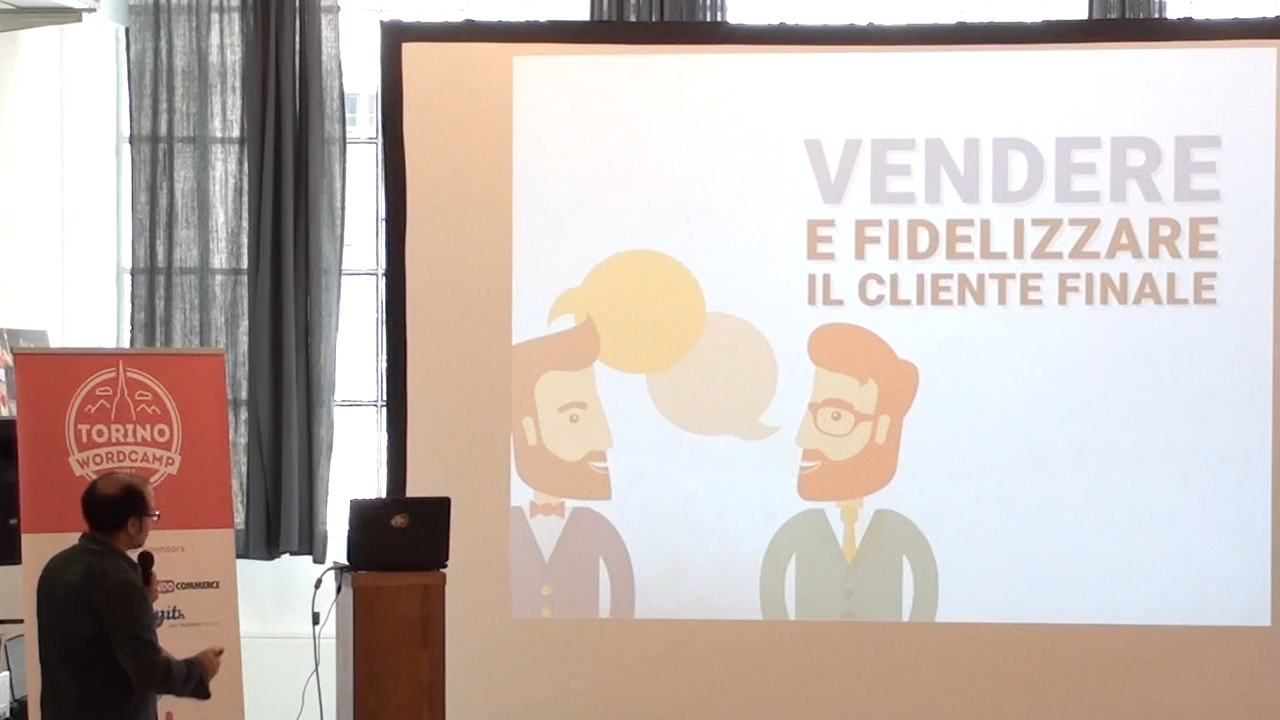 VENDERE
E FIDELIZZARE
IL CLIENTE FINALE
TORINO
WORDCAMP
COMMERCE